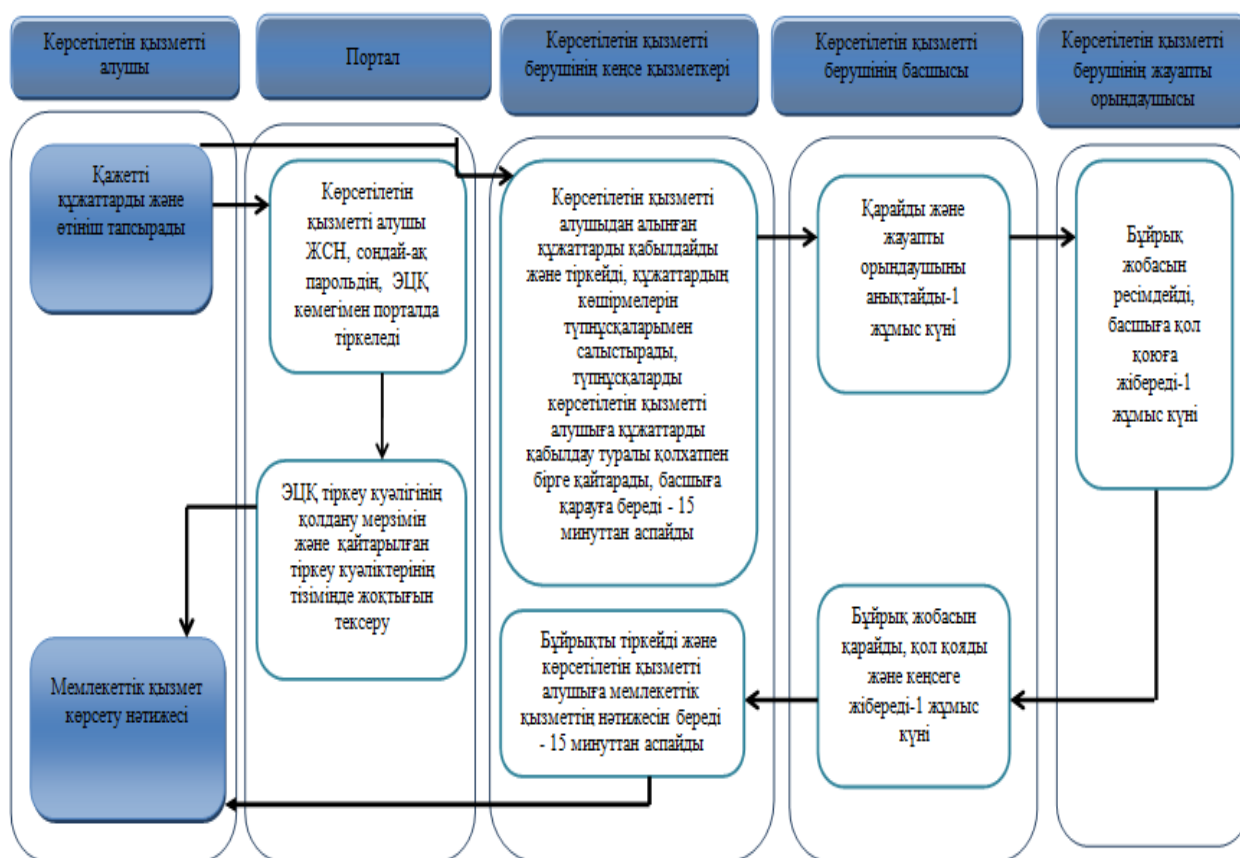 Көрсетілетін қызметті
алушы
Портал
Көрсетілетін қызметті
берушінің кеңсе қызметкері
Көрсетілетін қызметті
берушінің басшысы
Көрсетілетін қызметті
берушінің жауапты
орындаушысы
Қажетті
құжаттарды және
өтініш тапсырады
Көрсетілетін
қызметті алушы
ЖСН, сондай-ақ
парольдің, ЭЦҚ
көмегімен порталда
тіркеледі
Көрсетілетін қызметті
алушыдан алынған
құжаттарды қабылдайды
және тіркейді, құжаттардың
көшірмелерін
түпнұсқаларымен
салыстырады,
түпнұсқаларды
көрсетілетін қызметті
алушыға құжаттарды
қабылдау туралы қолхатпен
бірге қайтарады, басшыға
қарауға береді - 15
минуттан аспайды
Қарайды және
жауапты
орындаушыны
анықтайды-1
жұмыс күні
Бұйрық
жобасын
ресімдейді,
басшыға қол
қоюға
жібереді-1
жұмыс күні
ЭЦҚ тіркеу куәлігінің
қолдану мерзімін
және қайтарылған
тіркеу куәліктерінің
тізімінде жоқтығын
тексеру
Бұйрық жобасын
қарайды, қол қояды
және кеңсеге
жібереді-1 жұмыс
күні
Бұйрықты тіркейді және
көрсетілетін қызметті
алушыға мемлекеттік
қызметтің нәтижесін береді
- 15 минуттан аспайды
Мемлекеттік қызмет
көрсету нәтижесі